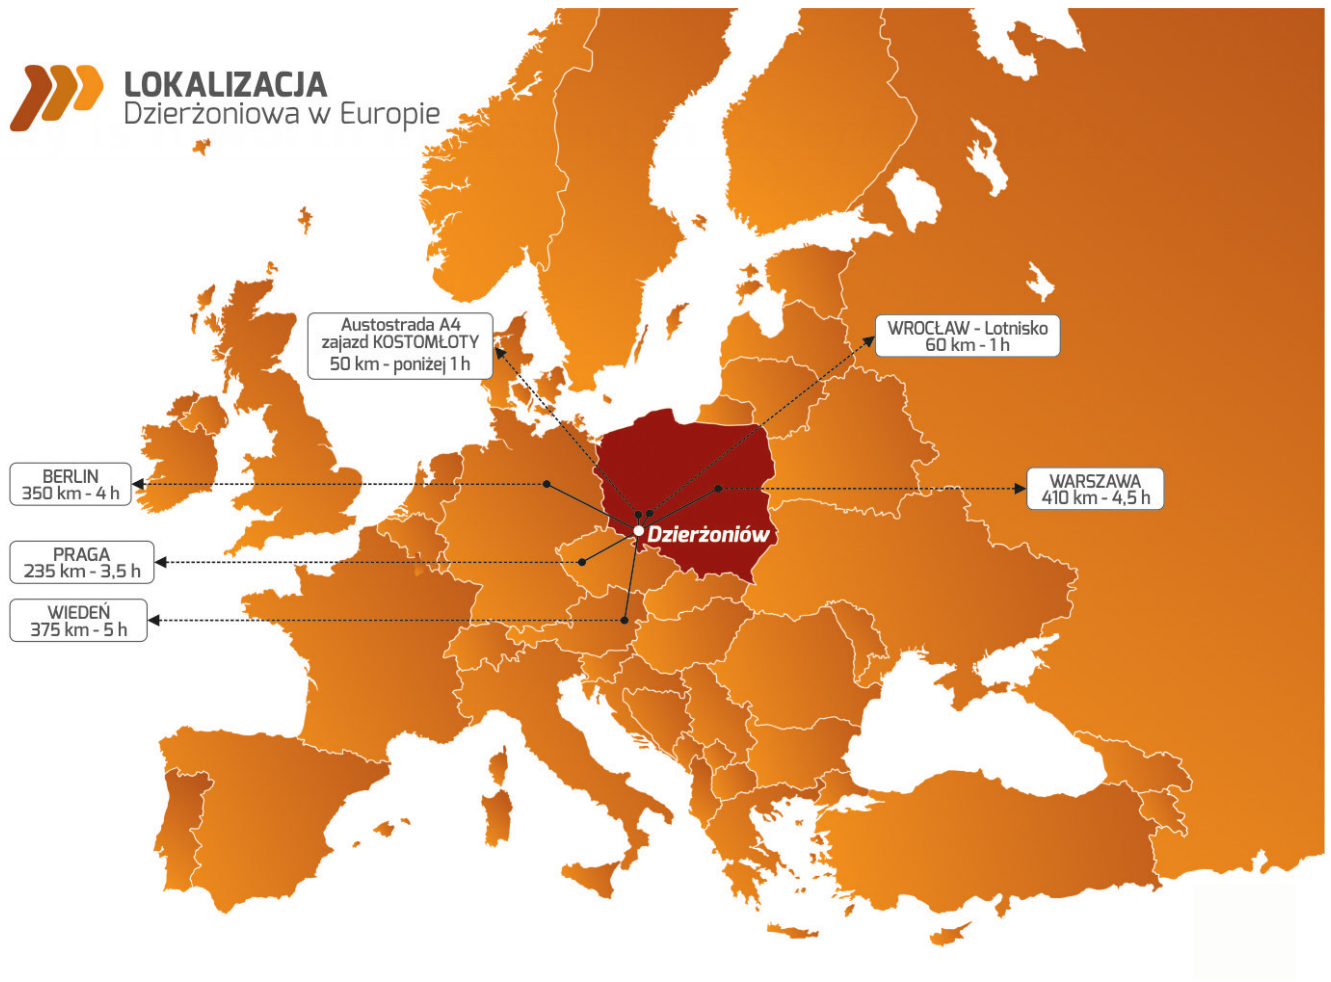 LOKALIZACJA
Dzierżoniowa w Europie
Austostrada A4
zajazd KOSTOMŁOTY
50 km - poniżej 1 h
WROCŁAW - Lotnisko
60 km - 1 h
BERLIN
350 km - 4 h
WARSZAWA
410 km - 4,5 h
Dzierżoniów
PRAGA
235 km - 3,5 h
WIEDEŃ
375 km - 5 h